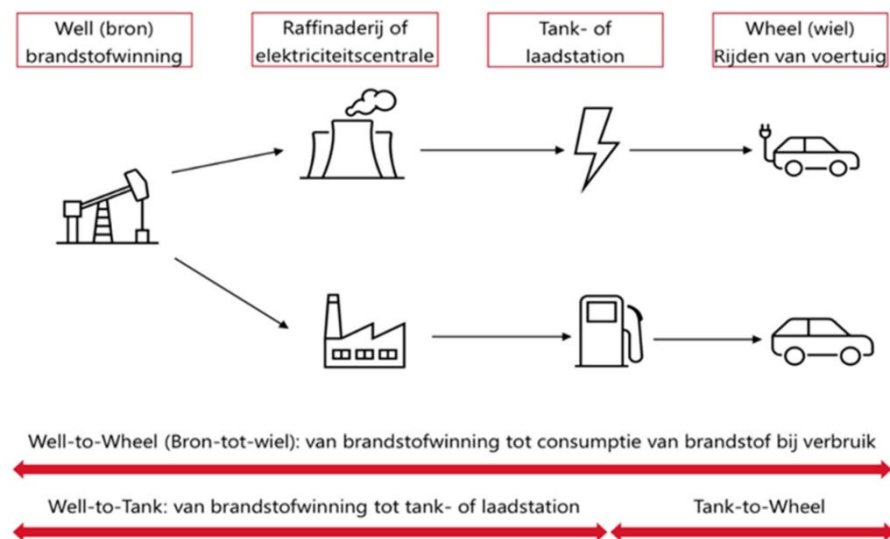 Well (bron)
brandstofwinning
Raffinaderij of
elektriciteitscentrale
Tank- of
laadstation
Wheel (wiel)
Rijden van voertuig
Well-to-Wheel (Bron-tot-wiel): van brandstofwinning tot consumptie van brandstof bij verbruik
Well-to-Tank: van brandstofwinning tot tank- of laadstation
Tank-to-Wheel